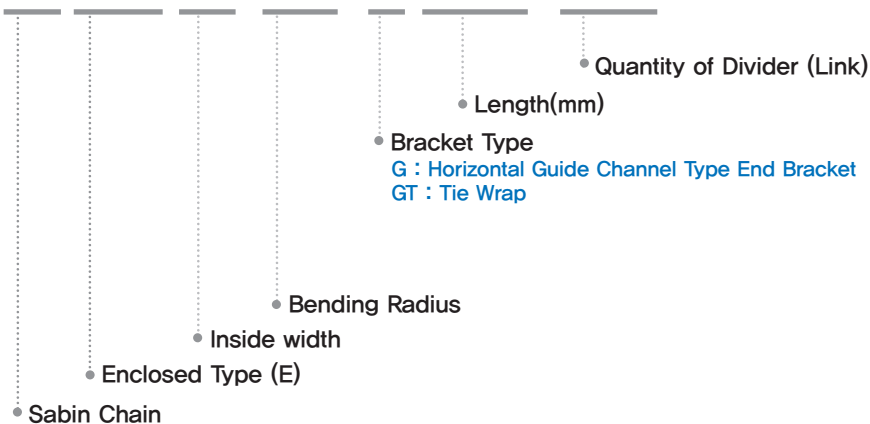 Quantity of Divider (Link)
Length(mm)
Bracket Type
G : Horizontal Guide Channel Type End Bracket
GT : Tie Wrap
Bending Radius
Inside width
Enclosed Type (E)
Sabin Chain